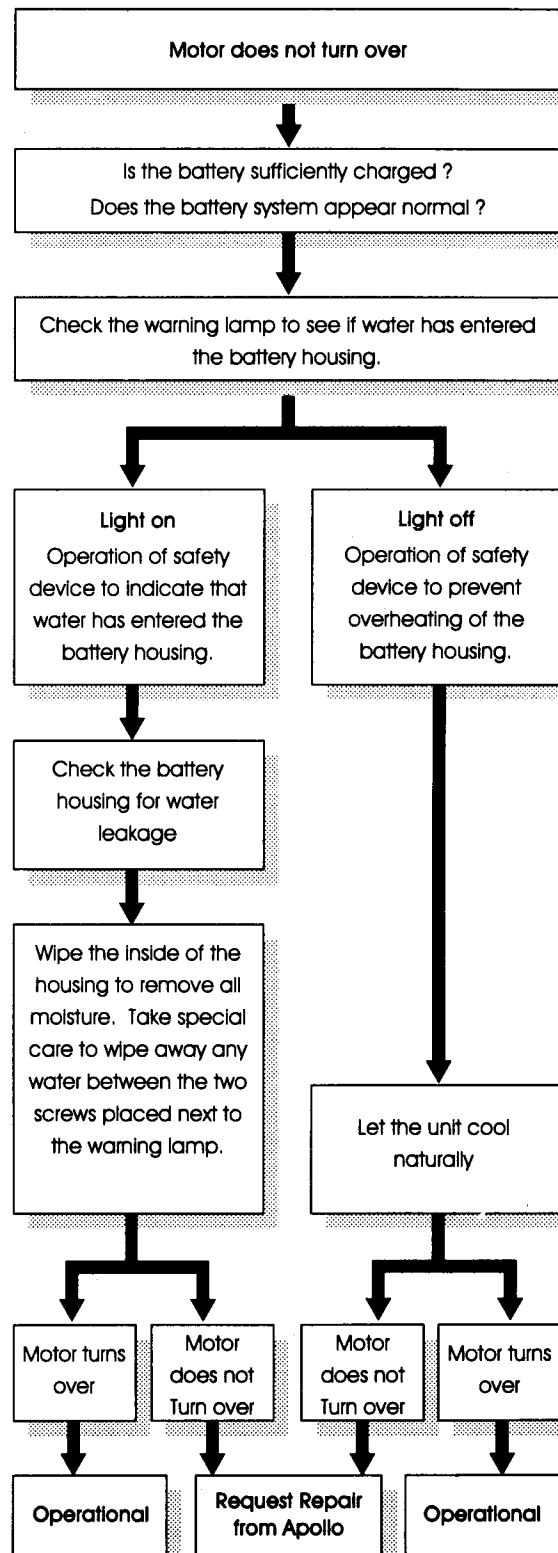 Motor does not turn over
Is the battery sufficiently charged ?
Does the battery system appear normal ?
Check the warning lamp to see if water has entered
the battery housing.
Light on
Operation of safety
device to indicate that
water has entered the
battery housing.
Light off
Operation of safety
device to prevent
overheating of the
battery housing.
Check the battery
housing for water
leakage
Wipe the inside of the
housing to remove all
moisture. Take special
care to wipe away any
water between the two
screws placed next to
the warning lamp.
Let the unit cool
naturally
Motor turns
over
Motor
does not
Turn over
Motor
does not
Turn over
Motor turns
over
Operational
Request Repair
from Apollo
Operational